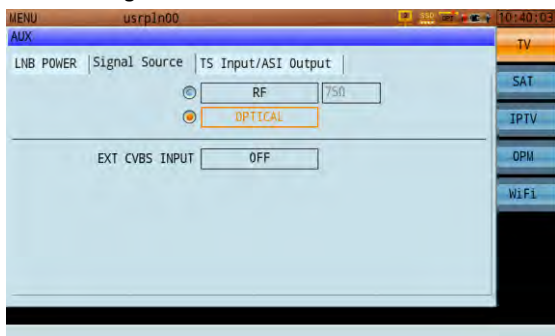 MENU usrpln00 10:40:03
AUX
TV
LNB POWER Signal Source TS Input/ASI Output
SAT
RF 75Ω
OPTICAL
IPTV
EXT CVBS INPUT OFF
OPM
WiFi